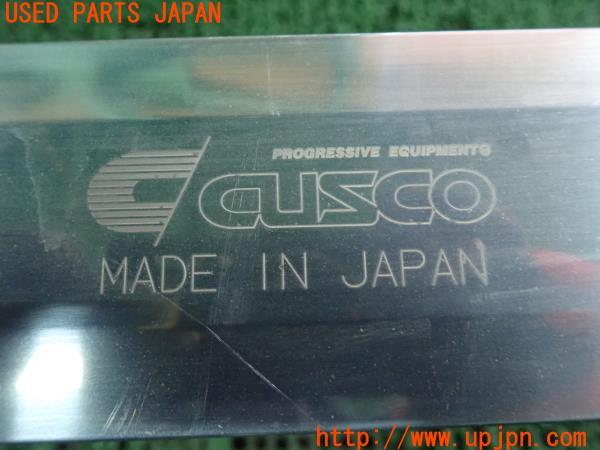 USED PARTS JAPAN
PROGRESSIVE EQUIPMENTS
CUSCO
MADE IN JAPAN
http://www.upjpn.com